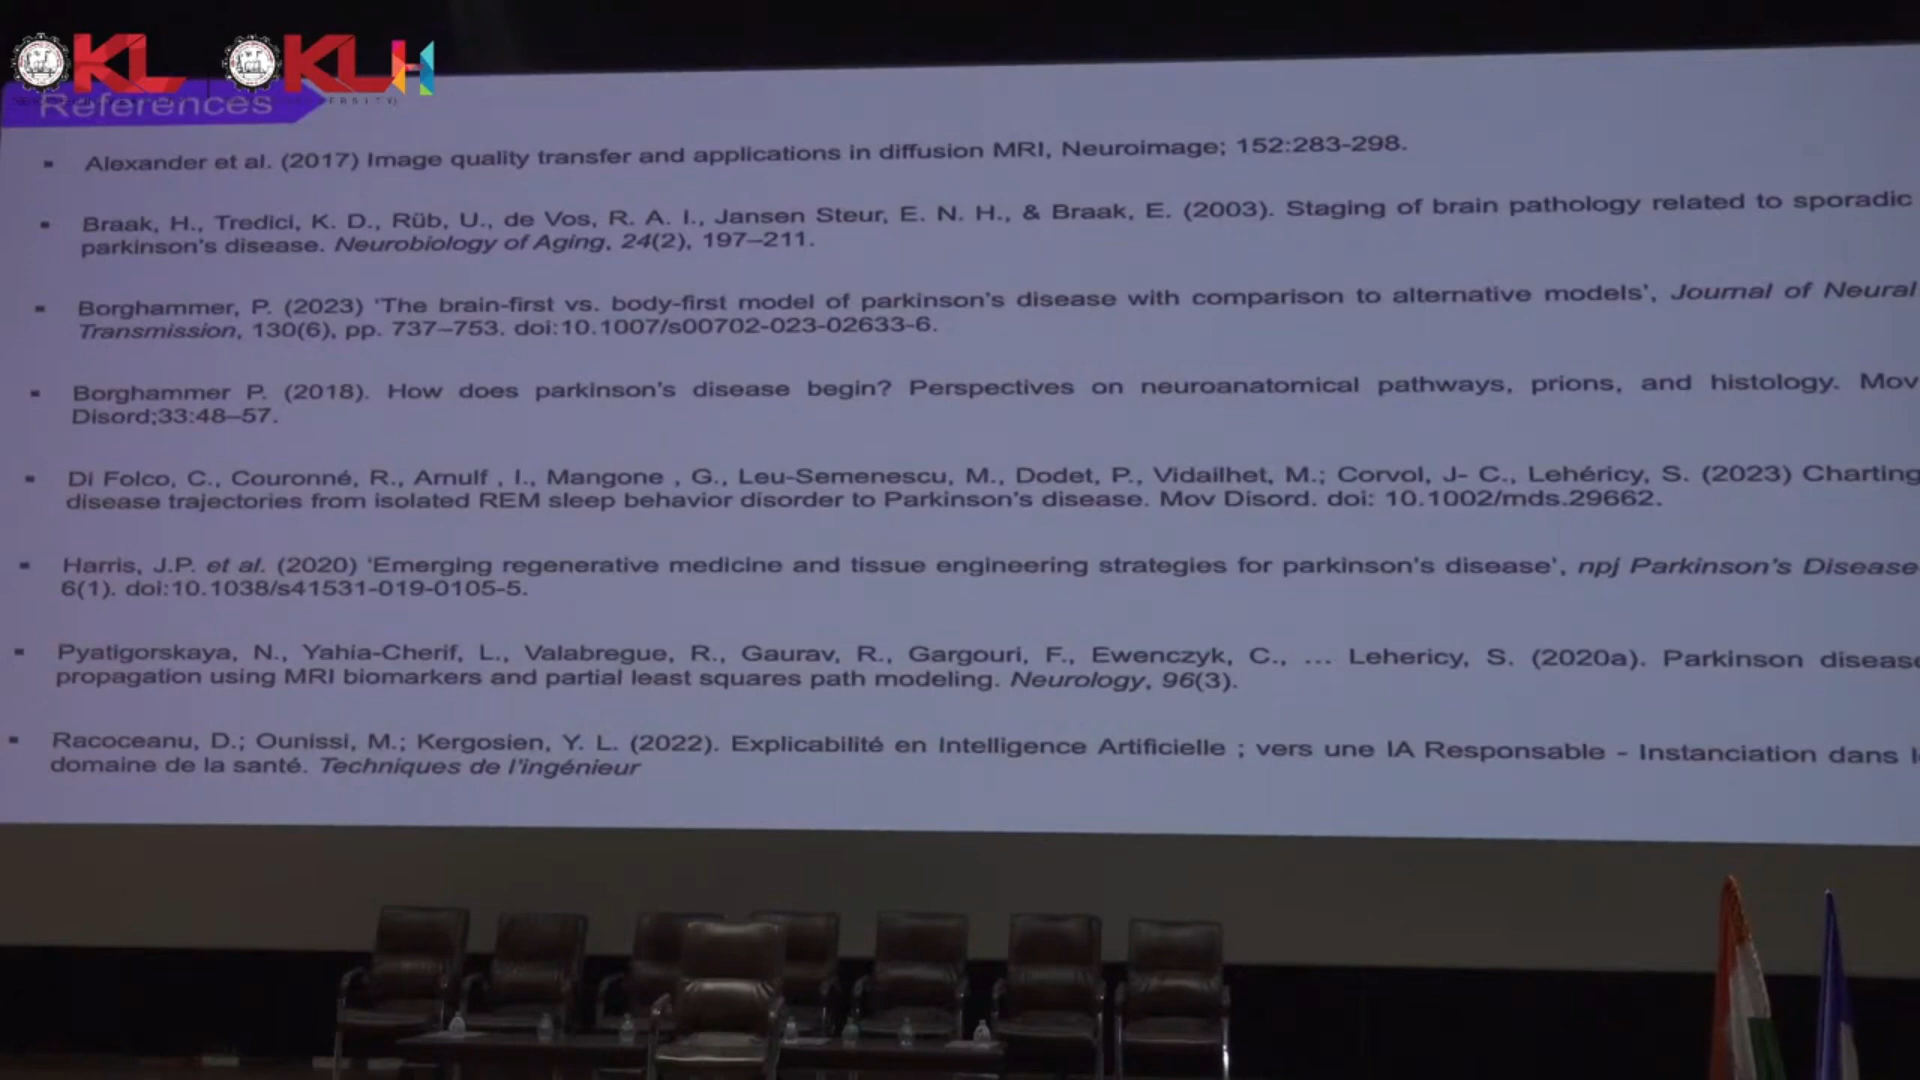 KL KLH
References
▪ Alexander et al. (2017) Image quality transfer and applications in diffusion MRI, Neuroimage; 152:283-298.
▪ Braak, H., Tredici, K. D., Rüb, U., de Vos, R. A. I., Jansen Steur, E. N. H., & Braak, E. (2003). Staging of brain pathology related to sporadic
parkinson's disease. Neurobiology of Aging, 24(2), 197–211.
▪ Borghammer, P. (2023) 'The brain-first vs. body-first model of parkinson's disease with comparison to alternative models', Journal of Neural
Transmission, 130(6), pp. 737–753. doi:10.1007/s00702-023-02633-6.
▪ Borghammer P. (2018). How does parkinson's disease begin? Perspectives on neuroanatomical pathways, prions, and histology. Mov
Disord;33:48–57.
▪ Di Folco, C., Couronné, R., Arnulf , I., Mangone , G., Leu-Semenescu, M., Dodet, P., Vidailhet, M.; Corvol, J- C., Lehéricy, S. (2023) Charting
disease trajectories from isolated REM sleep behavior disorder to Parkinson's disease. Mov Disord. doi: 10.1002/mds.29662.
▪ Harris, J.P. et al. (2020) 'Emerging regenerative medicine and tissue engineering strategies for parkinson's disease', npj Parkinson's Disease
6(1). doi:10.1038/s41531-019-0105-5.
▪ Pyatigorskaya, N., Yahia-Cherif, L., Valabregue, R., Gaurav, R., Gargouri, F., Ewenczyk, C., ... Lehericy, S. (2020a). Parkinson disease
propagation using MRI biomarkers and partial least squares path modeling. Neurology, 96(3).
▪ Racoceanu, D.; Ounissi, M.; Kergosien, Y. L. (2022). Explicabilité en Intelligence Artificielle ; vers une IA Responsable - Instanciation dans
domaine de la santé. Techniques de l'ingénieur